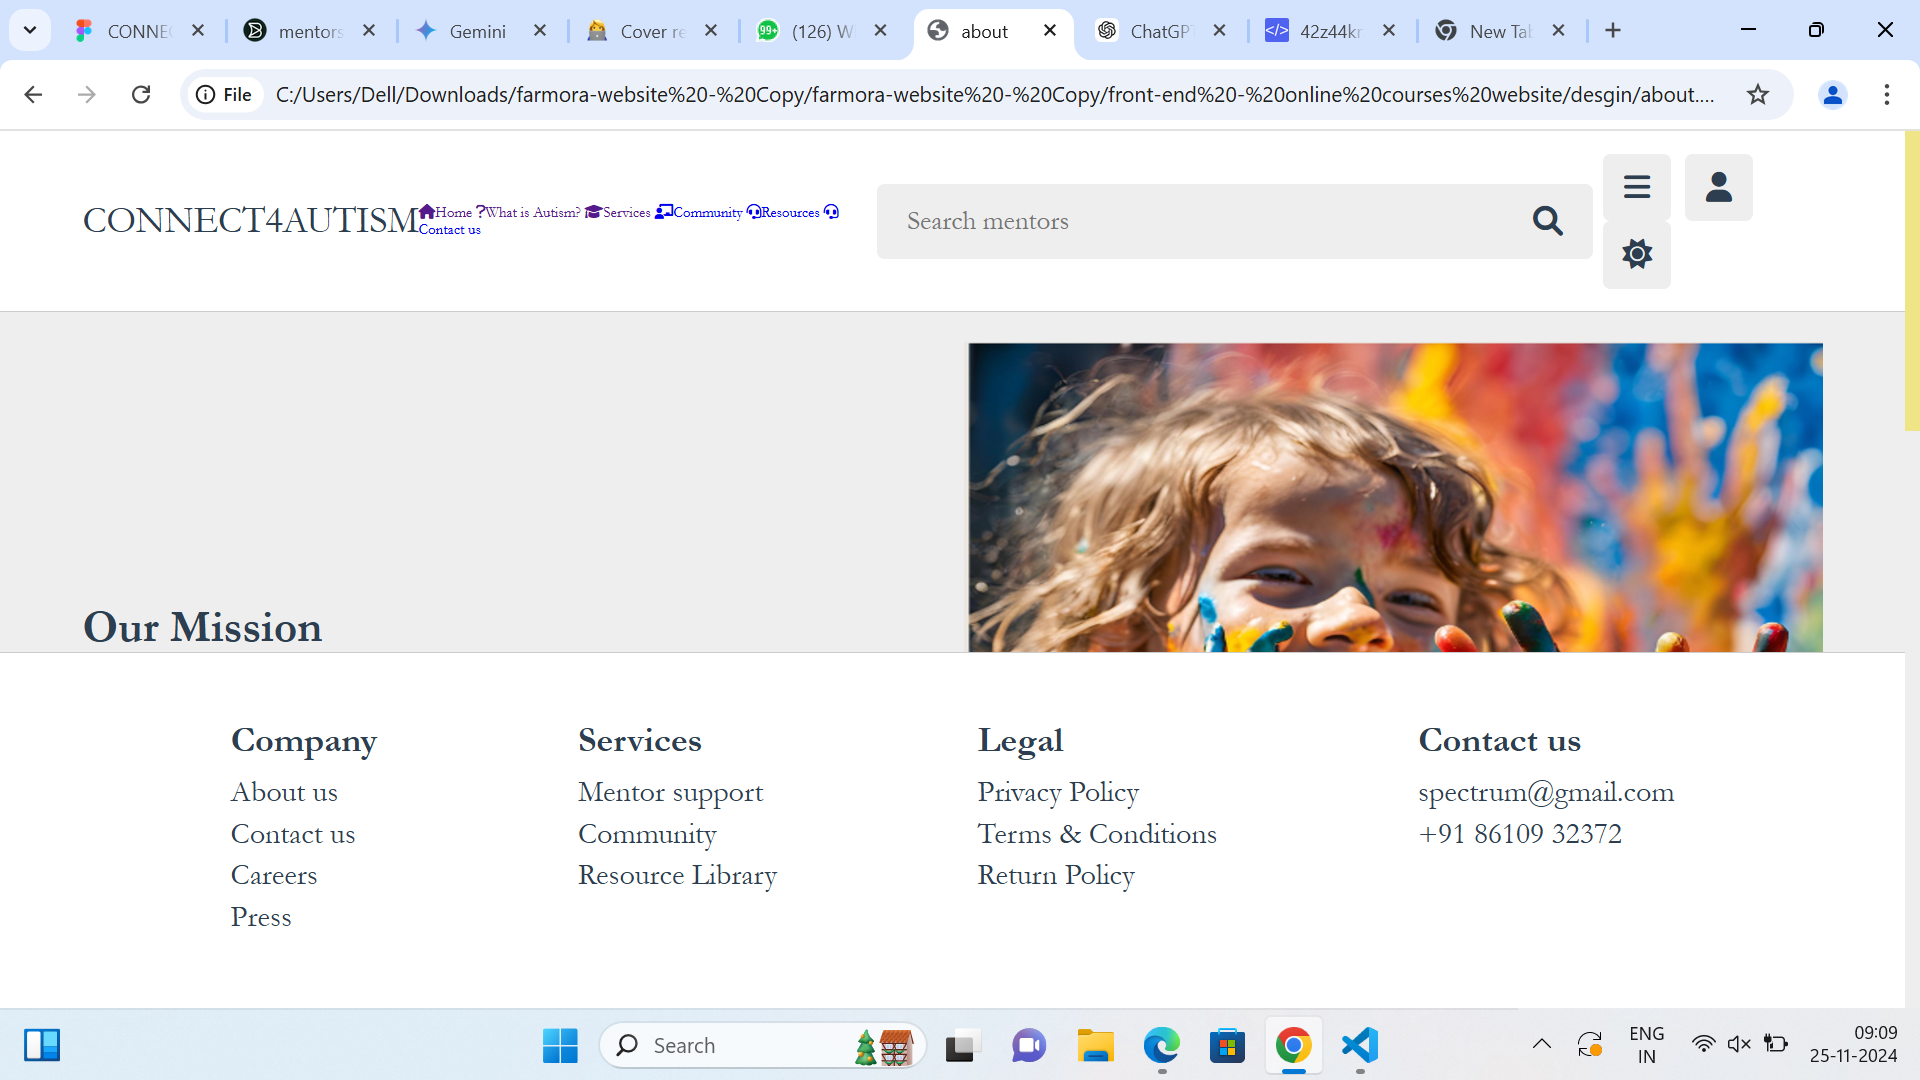 CONNEC
mentors
Gemini
Cover re
99+
(126) W
about
ChatGPT
42z44kr
New Tab
File
C:/Users/Dell/Downloads/farmora-website%20-%20Copy/farmora-website%20-%20Copy/front-end%20-%20online%20courses%20website/desgin/about....
CONNECT4AUTISM
Home ?What is Autism? Services Community Resources
Contact us
Search mentors
Our Mission
Company
About us
Contact us
Careers
Press
Services
Mentor support
Community
Resource Library
Legal
Privacy Policy
Terms & Conditions
Return Policy
Contact us
spectrum@gmail.com
+91 86109 32372
Search
ENG
IN
09:09
25-11-2024